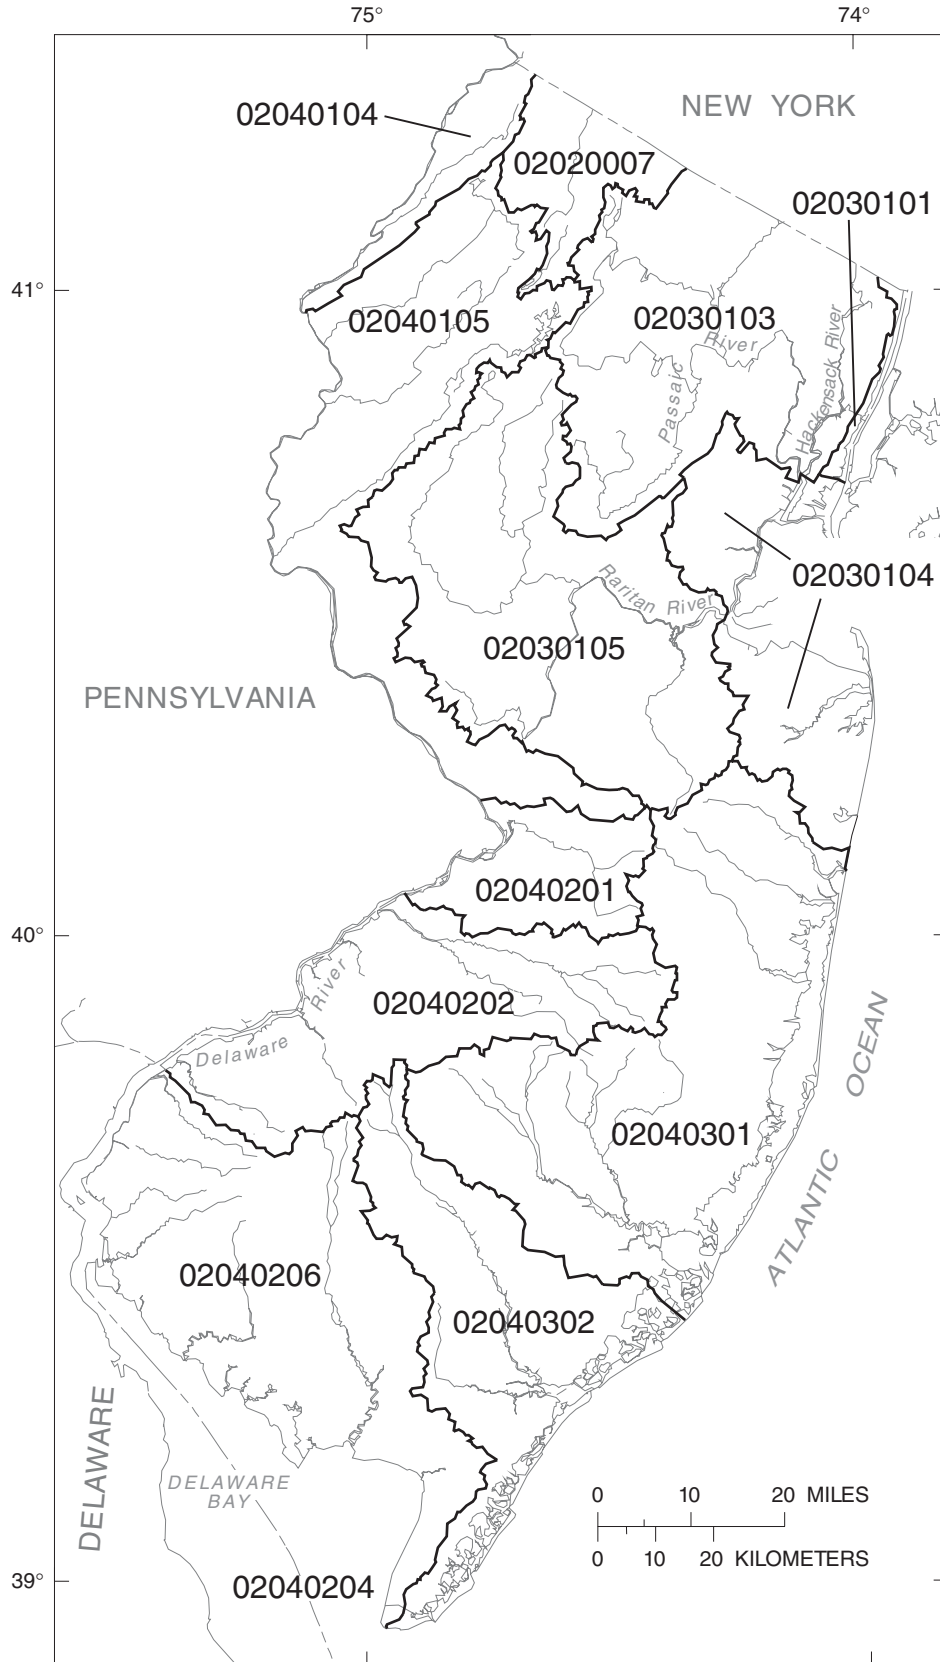 75°
74°
NEW YORK
02040104
02020007
02030101
41°
02040105
02030103
River
Passaic
Hackensack River
02030104
Raritan River
02030105
PENNSYLVANIA
02040201
40°
02040202
River
Delaware
OCEAN
02040301
ATLANTIC
02040206
02040302
DELAWARE
DELAWARE
BAY
0 10 20 MILES
0 10 20 KILOMETERS
39°
02040204